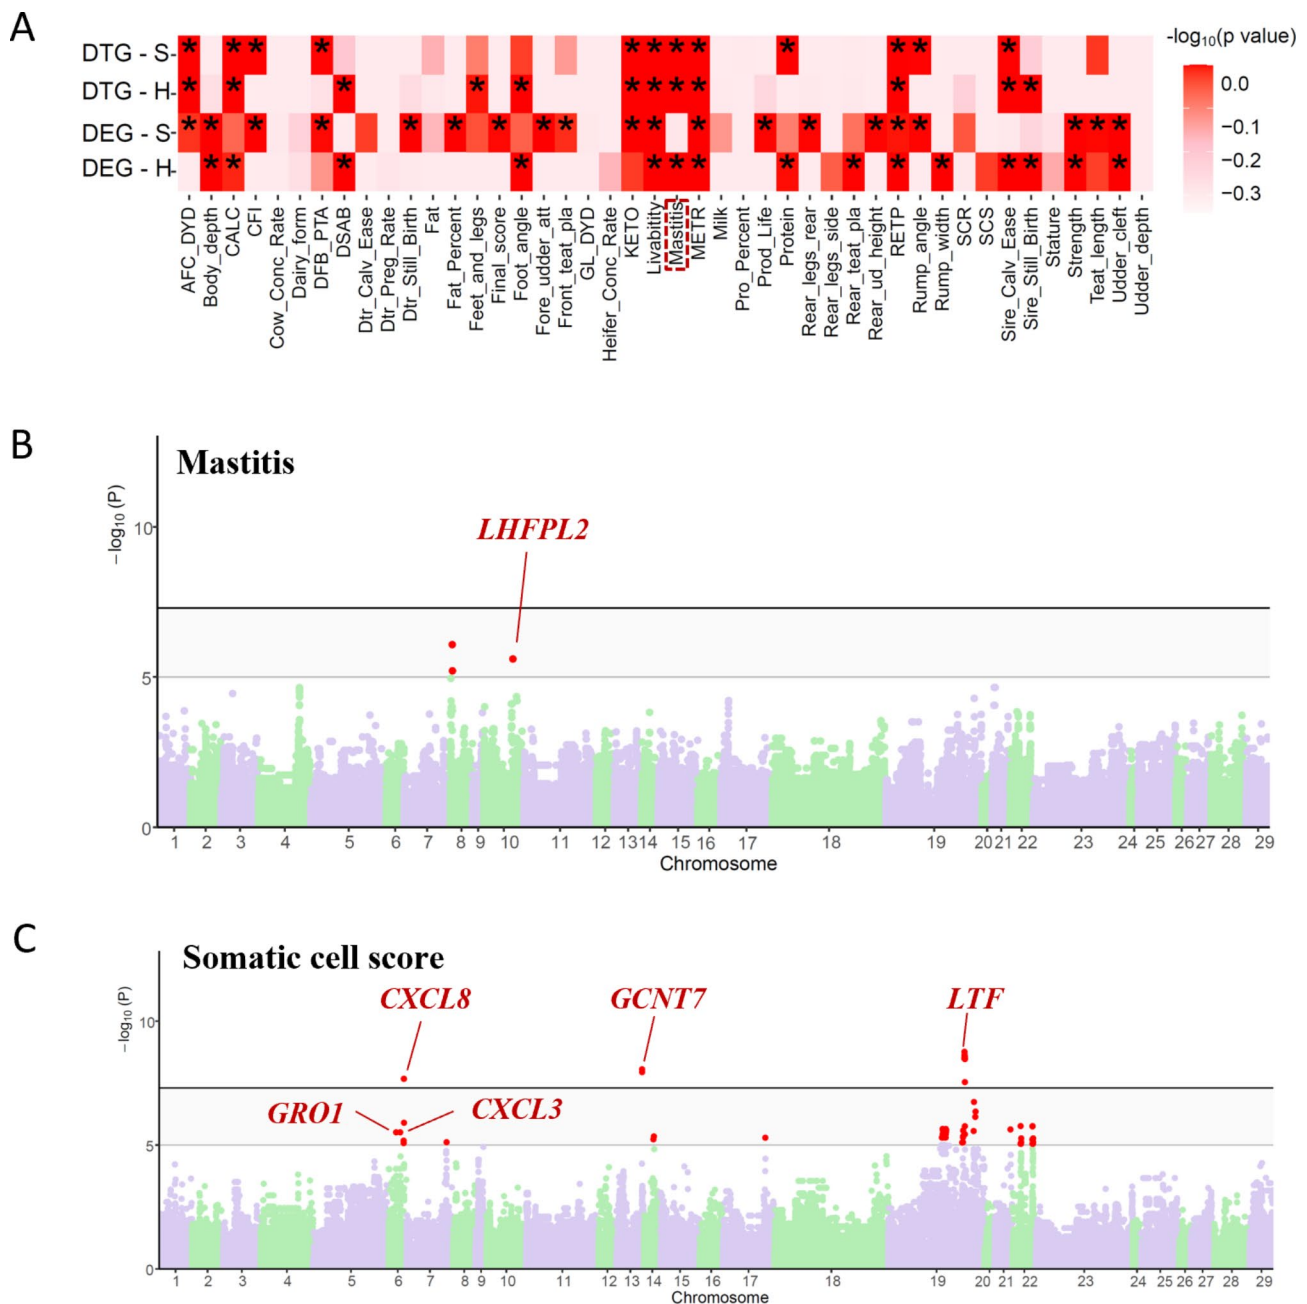 A
DTG - S-
DTG - H-
DEG - S-
DEG - H-
-log10(p value)
0.0
−0.1
−0.2
−0.3
AFC_DYD
Body_depth
CALC
CFI
Cow_Conc_Rate
Dairy_form
DFB_PTA
DSAB
Dtr_Calv_Ease
Dtr_Preg_Rate
Dtr_Still_Birth
Fat
Fat_Percent
Feet_and_legs
Final_score
Foot_angle
Fore_udder_att
Front_teat_pla
GL_DYD
Heifer_Conc_Rate
KETO
Livabitity
Mastitis
METR
Milk
Pro_Percent
Prod_Life
Protein
Rear_legs_rear
Rear_legs_side
Rear_teat_pla
Rear_ud_height
RETP
Rump_angle
Rump_width
SCR
SCS
Sire_Calv_Ease
Sire_Still_Birth
Stature
Strength
Teat_length
Udder_cleft
Udder_depth
B
Mastitis
−log10 (P)
10
5
0
LHFPL2
1 2 3 4 5 6 7 8 9 10 11 12 13 14 15 16 17 18 19 20 21 22 23 24 25 26 27 28 29
Chromosome
C
Somatic cell score
−log10 (P)
10
5
0
CXCL8
GCNT7
LTF
GRO1
CXCL3
1 2 3 4 5 6 7 8 9 10 11 12 13 14 15 16 17 18 19 20 21 22 23 24 25 26 27 28 29
Chromosome